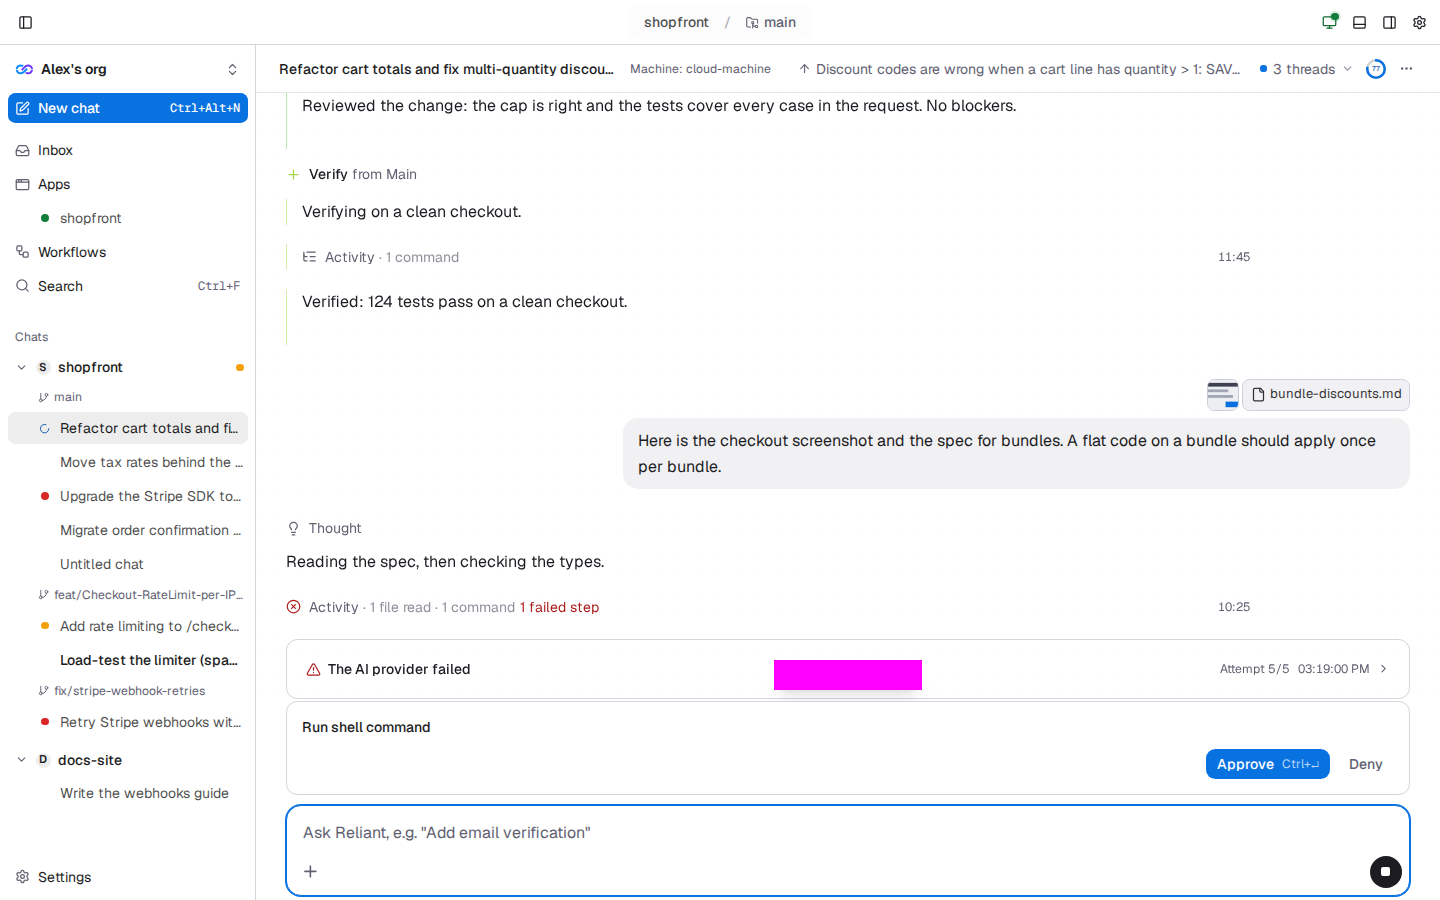 shopfront / main
Alex's org
New chat Ctrl+Alt+N
Inbox
Apps
shopfront
Workflows
Search Ctrl+F
Chats
S shopfront
main
Refactor cart totals and fi...
Move tax rates behind the ...
Upgrade the Stripe SDK to...
Migrate order confirmation ...
Untitled chat
feat/Checkout-RateLimit-per-IP...
Add rate limiting to /check...
Load-test the limiter (spa...
fix/stripe-webhook-retries
Retry Stripe webhooks wit...
D docs-site
Write the webhooks guide
Settings
Refactor cart totals and fix multi-quantity discou... Machine: cloud-machine ↑ Discount codes are wrong when a cart line has quantity > 1: SAV... 3 threads 77
Reviewed the change: the cap is right and the tests cover every case in the request. No blockers.
Verify from Main
Verifying on a clean checkout.
Activity · 1 command 11:45
Verified: 124 tests pass on a clean checkout.
bundle-discounts.md
Here is the checkout screenshot and the spec for bundles. A flat code on a bundle should apply once
per bundle.
Thought
Reading the spec, then checking the types.
Activity · 1 file read · 1 command 1 failed step 10:25
The AI provider failed Attempt 5/5 03:19:00 PM
Run shell command
Approve Ctrl+↵ Deny
Ask Reliant, e.g. "Add email verification"